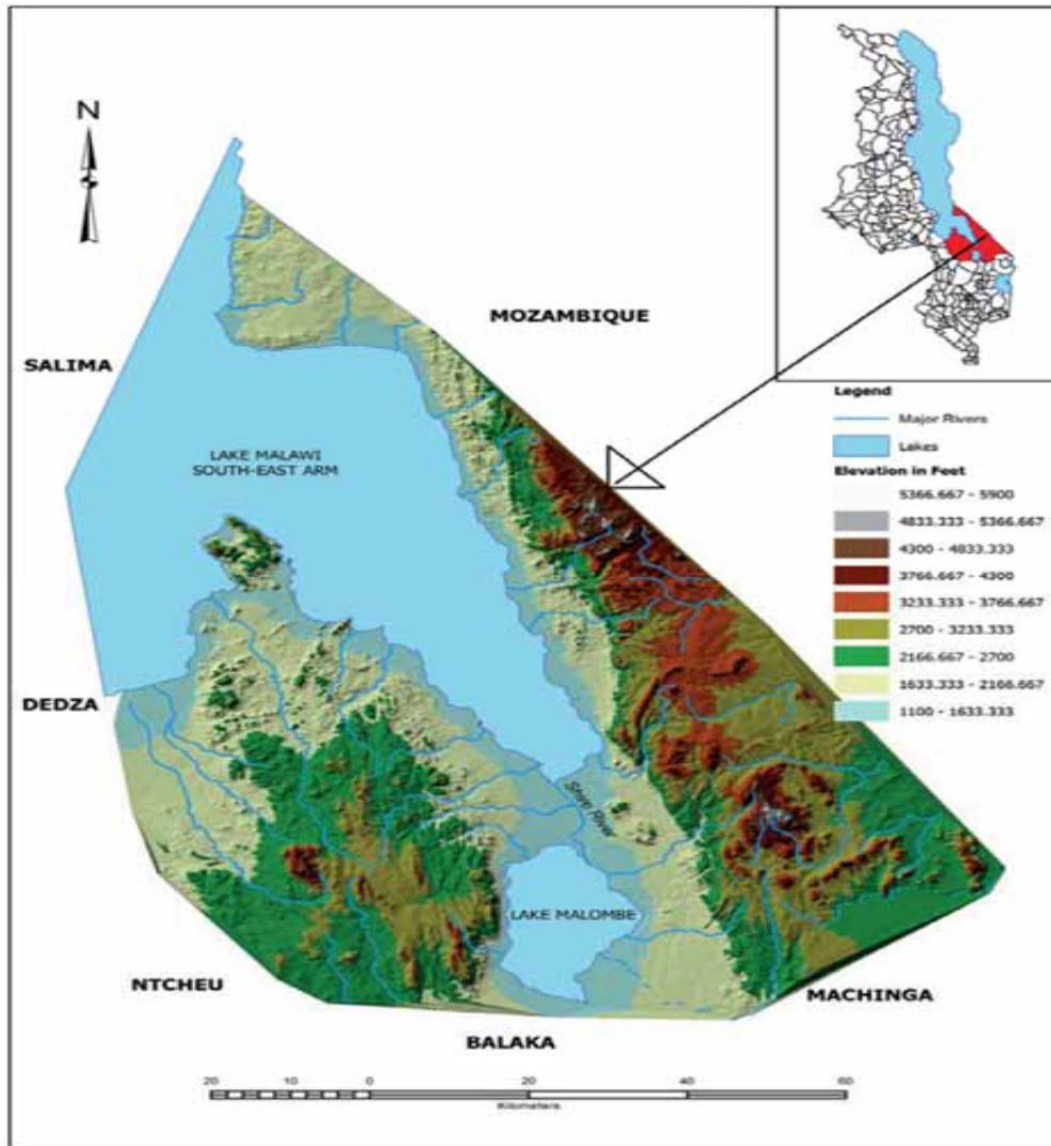 N
MOZAMBIQUE
SALIMA
LAKE MALAWI
SOUTH-EAST ARM
DEDZA
Shire River
LAKE MALOMBE
NTCHEU
MACHINGA
BALAKA
Legend
Major Rivers
Lakes
Elevation in Feet
5366.667 - 5900
4833.333 - 5366.667
4300 - 4833.333
3766.667 - 4300
3233.333 - 3766.667
2700 - 3233.333
2166.667 - 2700
1633.333 - 2166.667
1100 - 1633.333
20 10 0 20 40 60
Kilometers